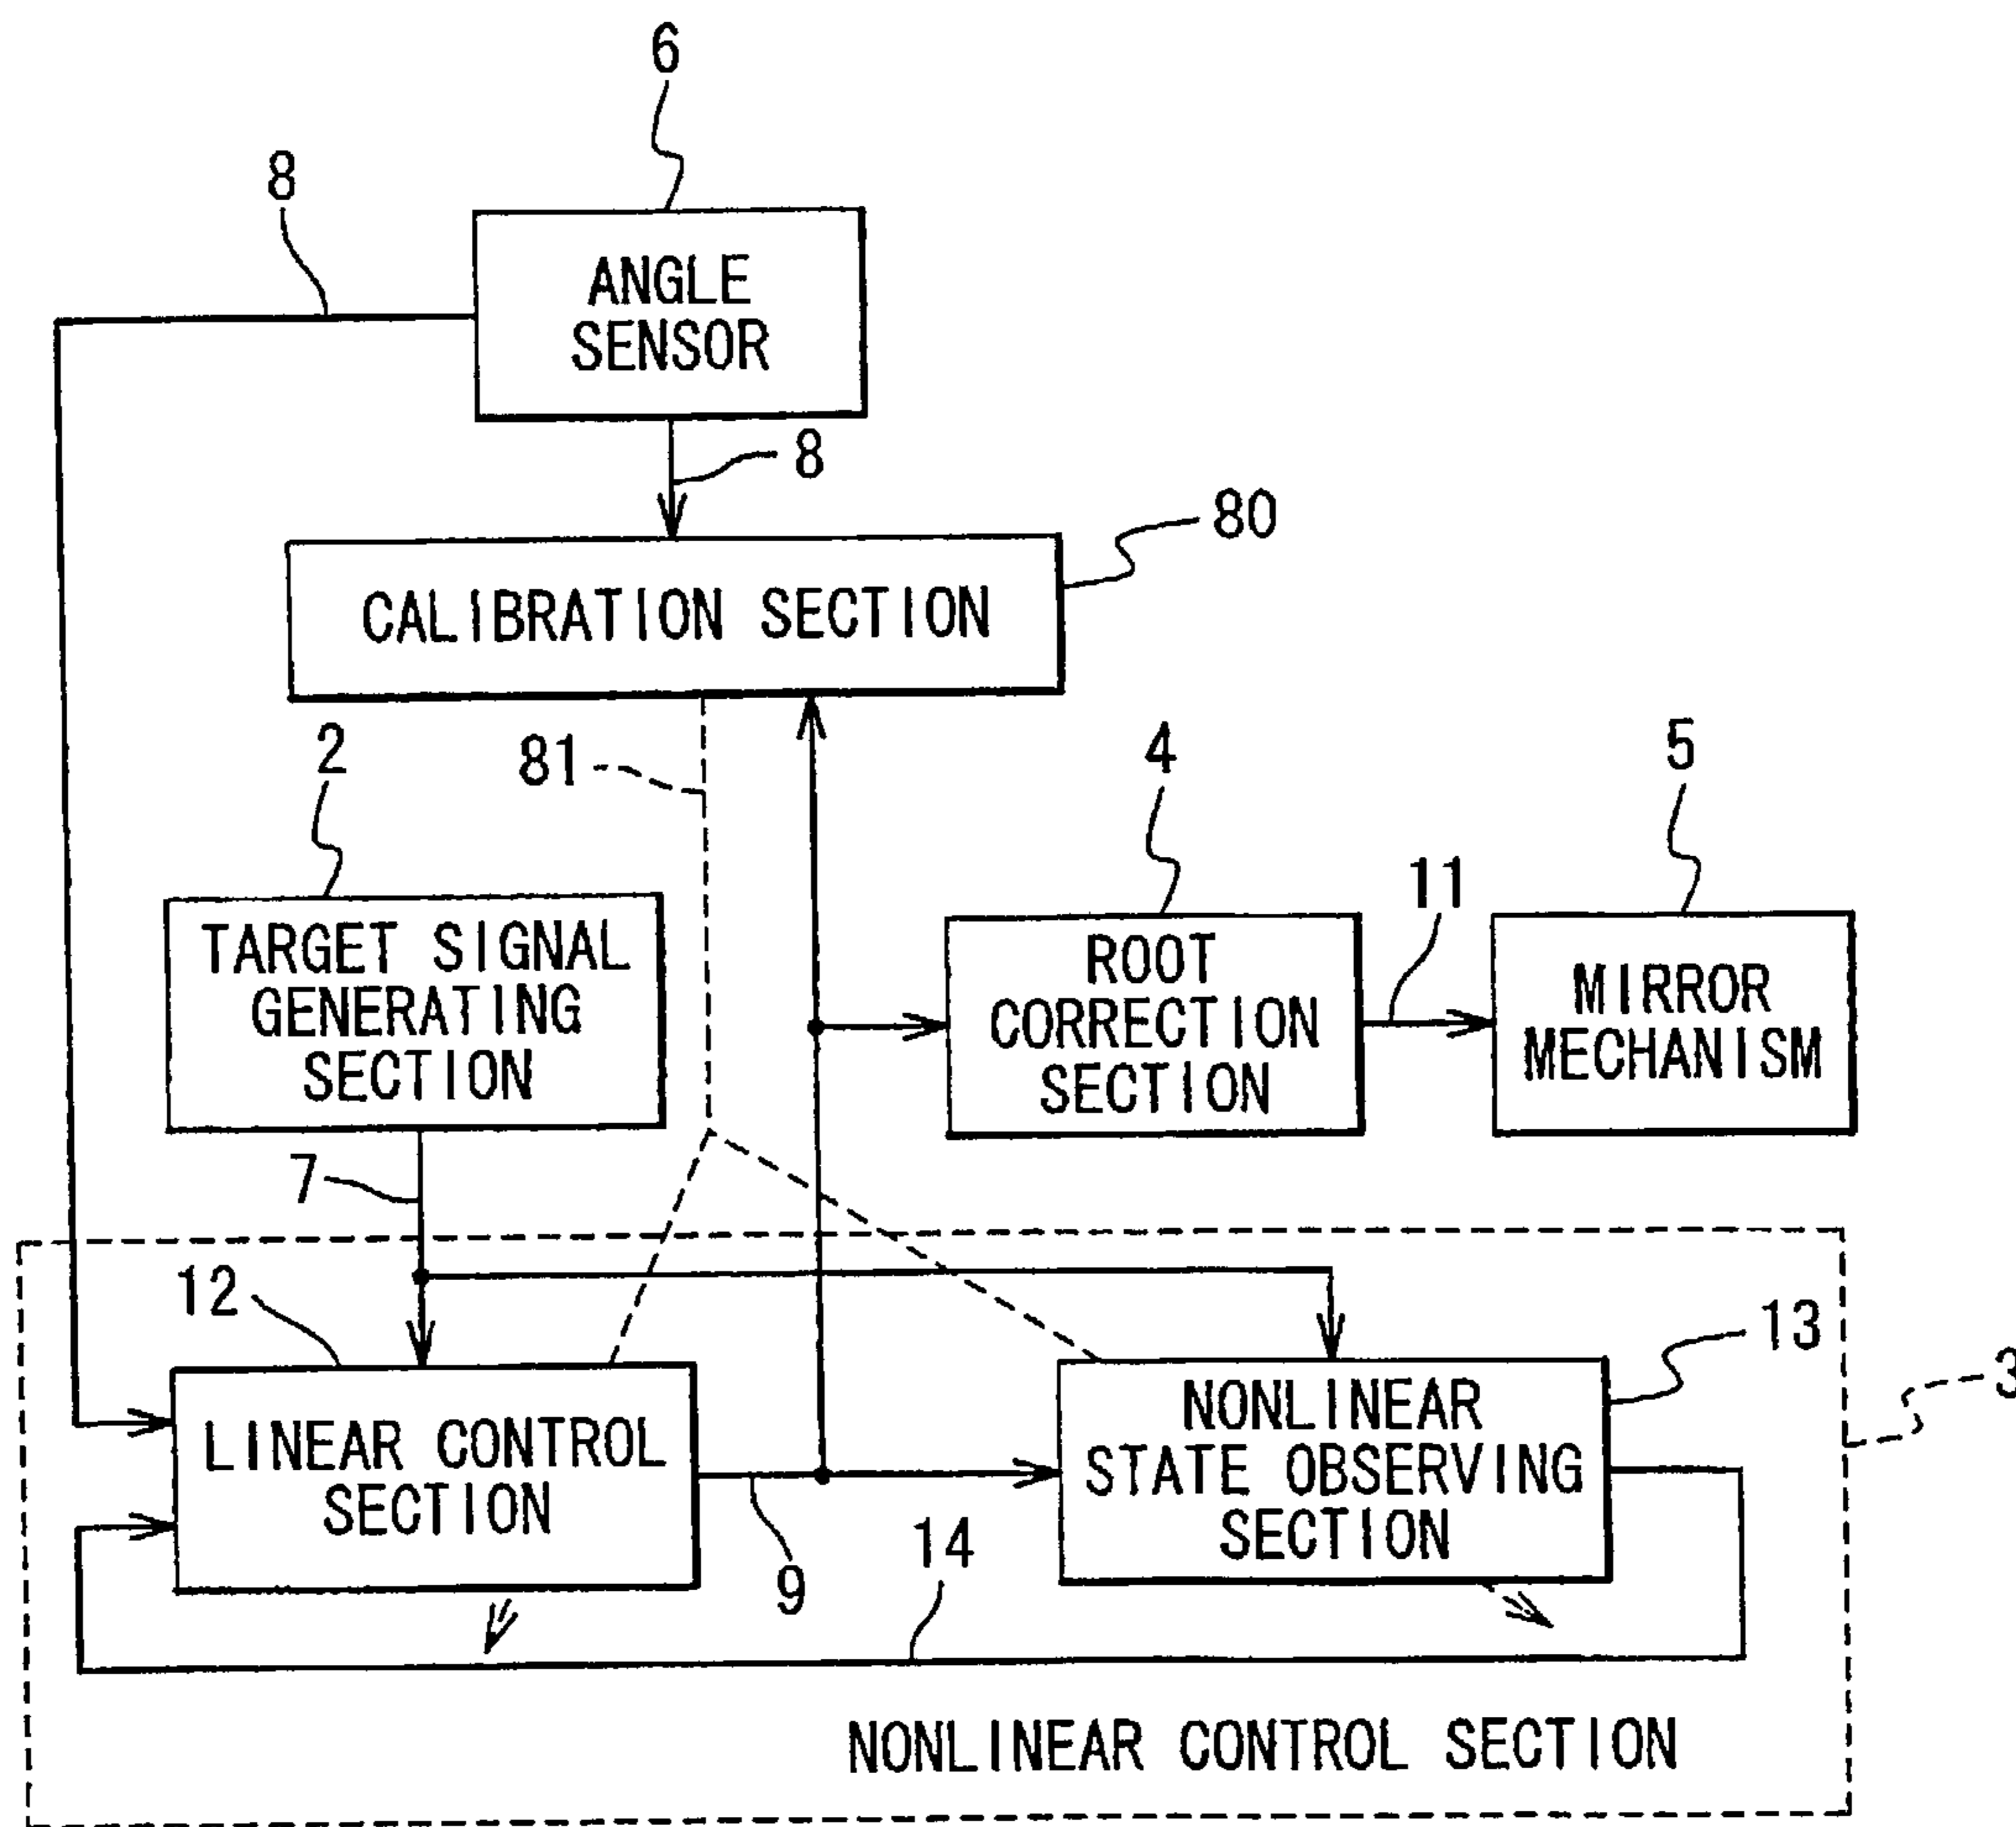 6
8
ANGLE
SENSOR
8
80
CALIBRATION SECTION
2
81
4
5
11
TARGET SIGNAL
GENERATING
SECTION
ROOT
CORRECTION
SECTION
MIRROR
MECHANISM
7
12
13
3
LINEAR CONTROL
SECTION
NONLINEAR
STATE OBSERVING
SECTION
9
14
NONLINEAR CONTROL SECTION